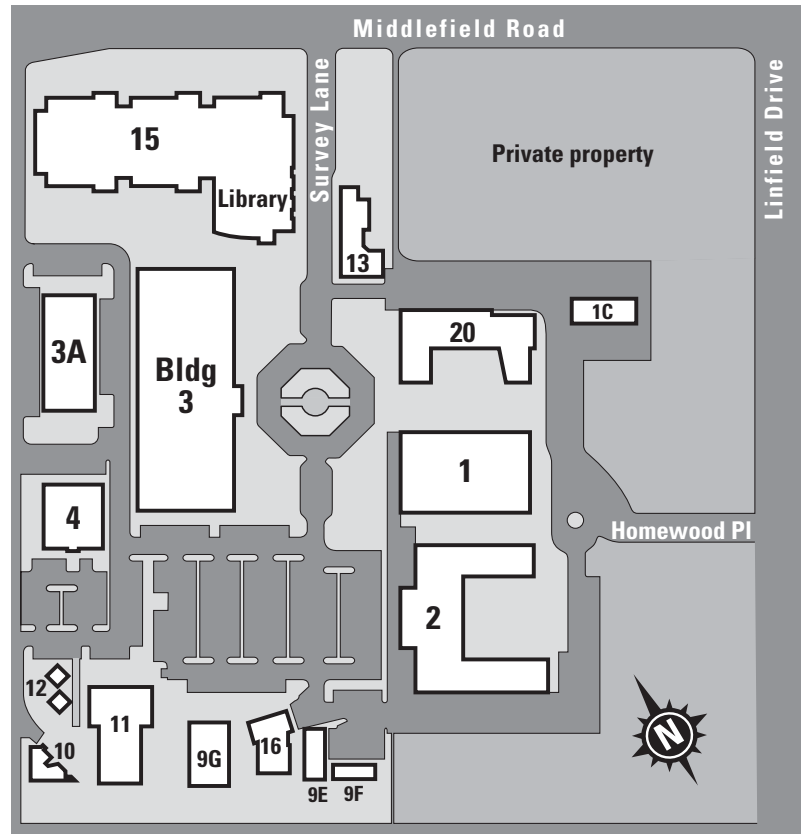 Middlefield Road
Survey Lane
Linfield Drive
15
Library
Private property
13
1C
20
3A
Bldg
3
1
4
Homewood Pl
2
12
11
10
9G
16
9E
9F
N